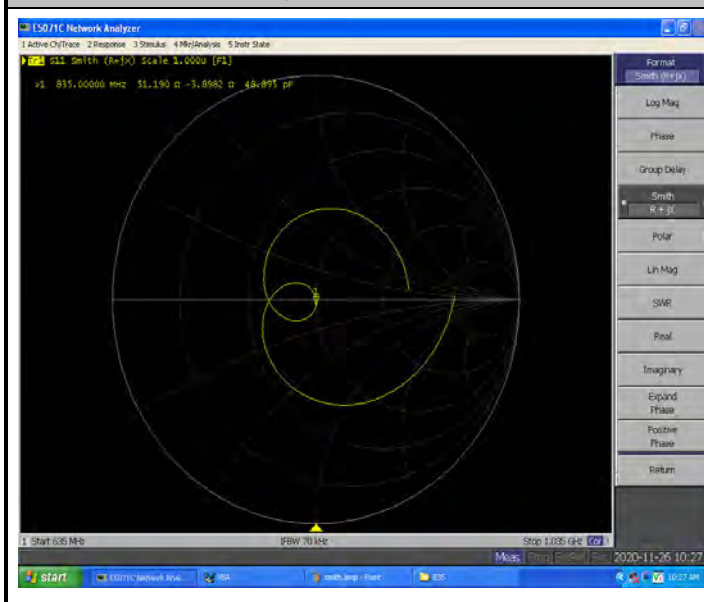 E5071C Network Analyzer
1 Active Ch/Trace 2 Response 3 Stimulus 4 Mkr/Analysis 5 Instr State
Tr1 S11 Smith (R+jX) Scale 1.000U [F1]
>1 835.00000 MHz 51.190 Ω -3.8982 Ω 48.895 pF
Format
Smith (R+jX)
Log Mag
Phase
Group Delay
Smith
R + jX
Polar
Lin Mag
SWR
Real
Imaginary
Expand
Phase
Positive
Phase
Return
1 Start 635 MHz IFBW 70 kHz Stop 1.035 GHz Cor
Meas 2020-11-26 10:27
start E5071C Network Anal... 835 10:27 AM